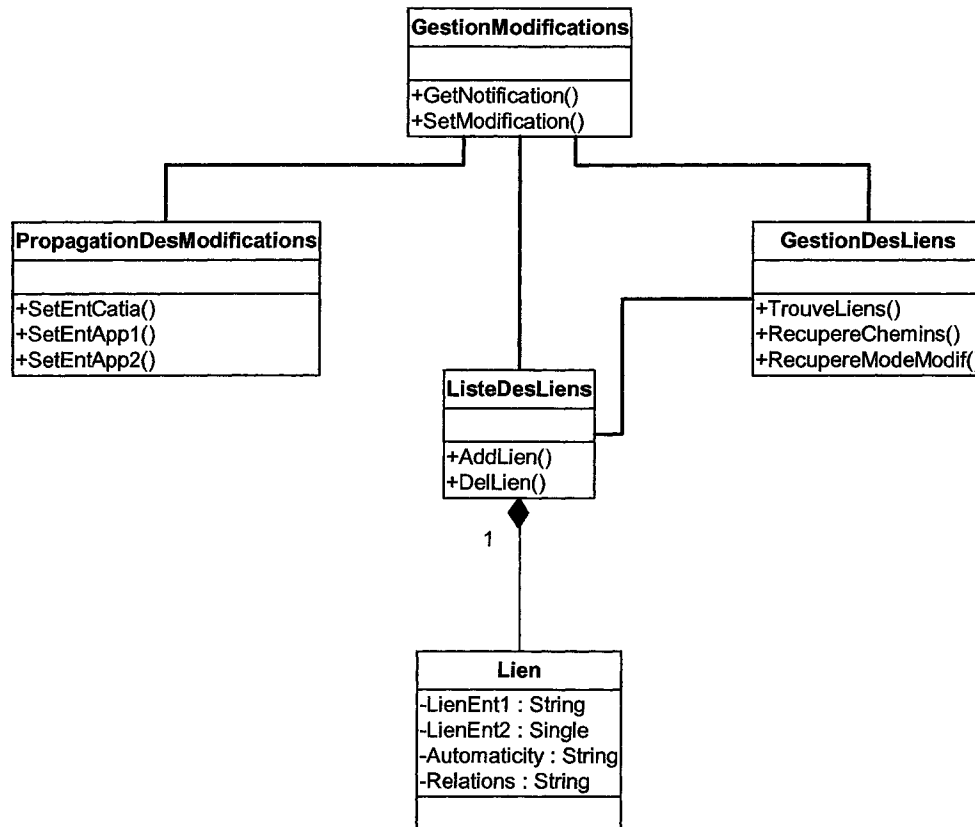 GestionModifications
+GetNotification()
+SetModification()
PropagationDesModifications
+SetEntCatia()
+SetEntApp1()
+SetEntApp2()
GestionDesLiens
+TrouveLiens()
+RecupereChemins()
+RecupereModeModif(
ListeDesLiens
+AddLien()
+DelLien()
1
Lien
-LienEnt1 : String
-LienEnt2 : Single
-Automaticity : String
-Relations : String